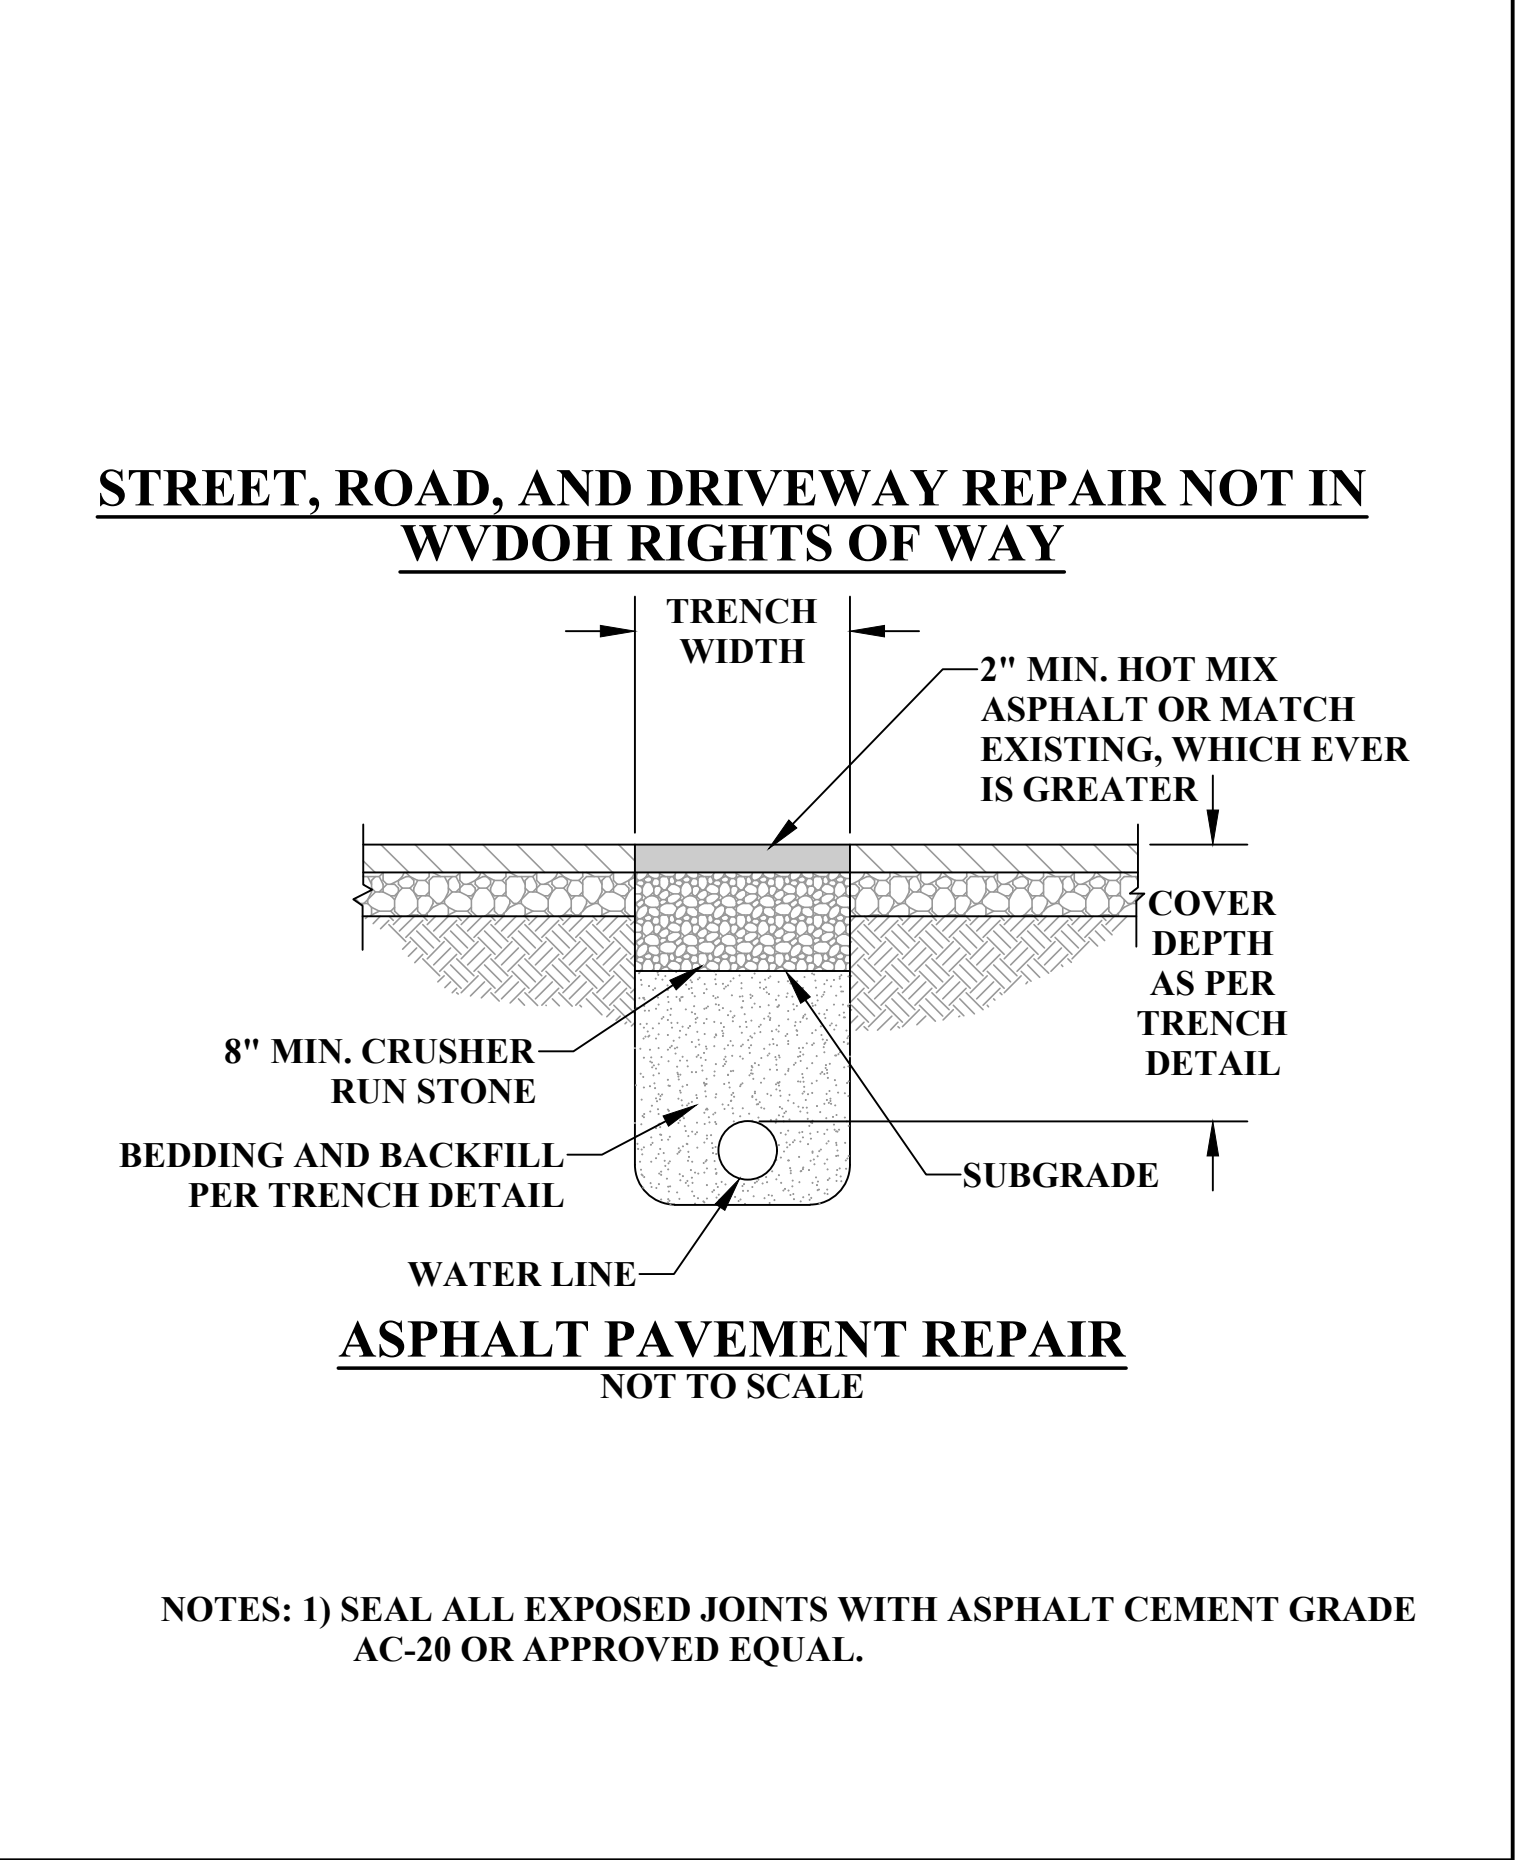 STREET, ROAD, AND DRIVEWAY REPAIR NOT IN
WVDOH RIGHTS OF WAY
TRENCH
WIDTH
2" MIN. HOT MIX
ASPHALT OR MATCH
EXISTING, WHICH EVER
IS GREATER
COVER
DEPTH
AS PER
TRENCH
DETAIL
8" MIN. CRUSHER
RUN STONE
BEDDING AND BACKFILL
PER TRENCH DETAIL
SUBGRADE
WATER LINE
ASPHALT PAVEMENT REPAIR
NOT TO SCALE
NOTES: 1) SEAL ALL EXPOSED JOINTS WITH ASPHALT CEMENT GRADE
AC-20 OR APPROVED EQUAL.